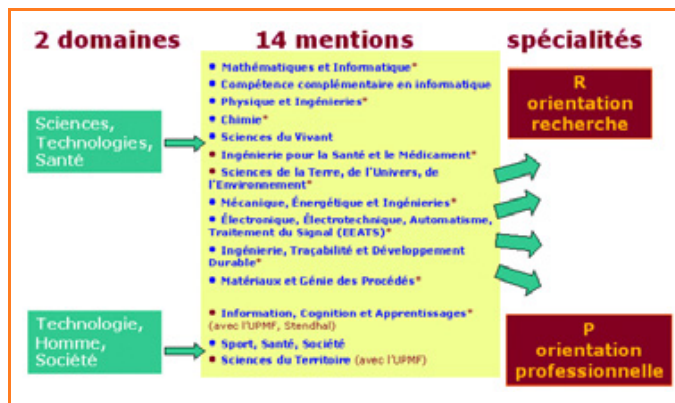 2 domaines
14 mentions
spécialités
Sciences,
Technologies,
Santé
Technologie,
Homme,
Société
• Mathématiques et Informatique*
• Compétence complémentaire en informatique
• Physique et Ingénieries*
• Chimie*
• Sciences du Vivant
• Ingénierie pour la Santé et le Médicament*
• Sciences de la Terre, de l'Univers, de
l'Environnement*
• Mécanique, Énergétique et Ingénieries*
• Électronique, Électrotechnique, Automatisme,
Traitement du Signal (EEATS)*
• Ingénierie, Traçabilité et Développement
Durable*
• Matériaux et Génie des Procédés*
• Information, Cognition et Apprentissages*
(avec l'UPMF, Stendhal)
• Sport, Santé, Société
• Sciences du Territoire (avec l'UPMF)
R
orientation
recherche
P
orientation
professionnelle